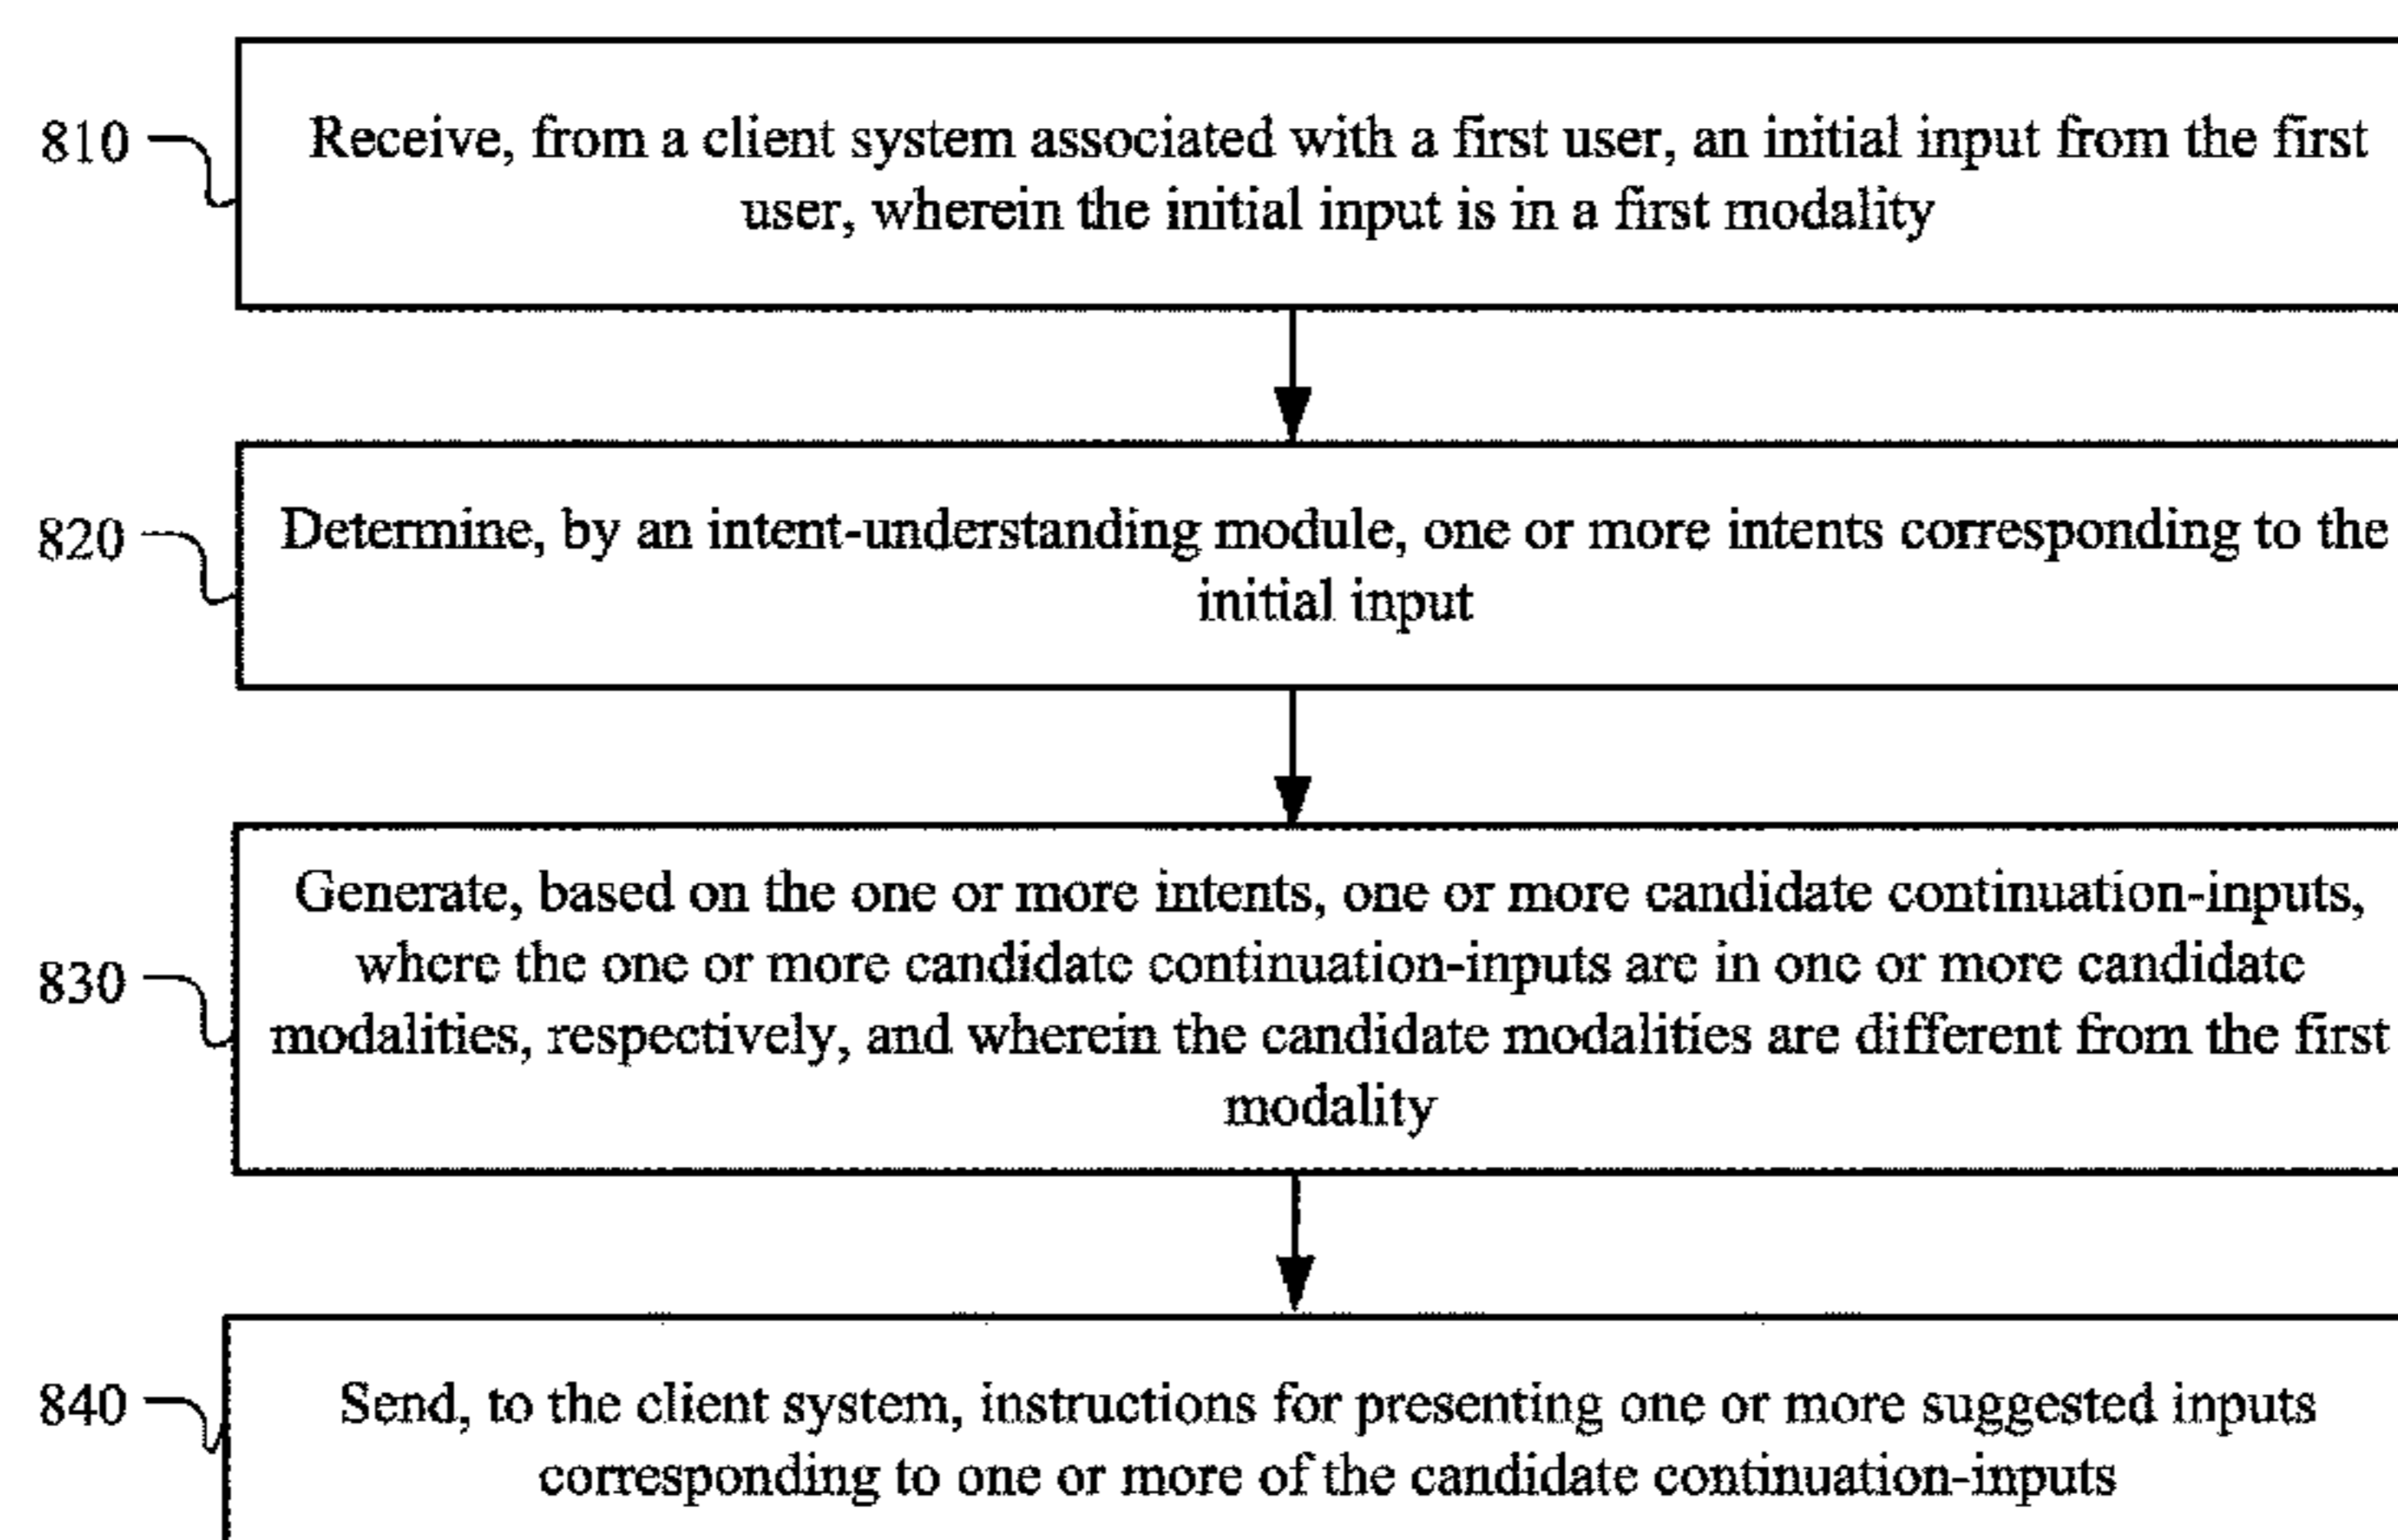 810
Receive, from a client system associated with a first user, an initial input from the first
user, wherein the initial input is in a first modality
820
Determine, by an intent-understanding module, one or more intents corresponding to the
initial input
830
Generate, based on the one or more intents, one or more candidate continuation-inputs,
where the one or more candidate continuation-inputs are in one or more candidate
modalities, respectively, and wherein the candidate modalities are different from the first
modality
840
Send, to the client system, instructions for presenting one or more suggested inputs
corresponding to one or more of the candidate continuation-inputs